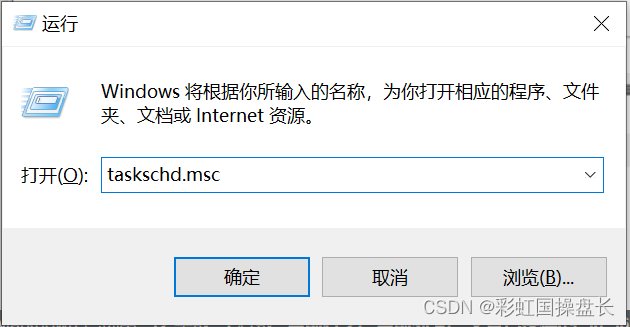 运行
Windows 将根据你所输入的名称，为你打开相应的程序、文件
夹、文档或 Internet 资源。
打开(O): taskschd.msc
确定 取消 浏览(B)...
CSDN @彩虹国操盘长